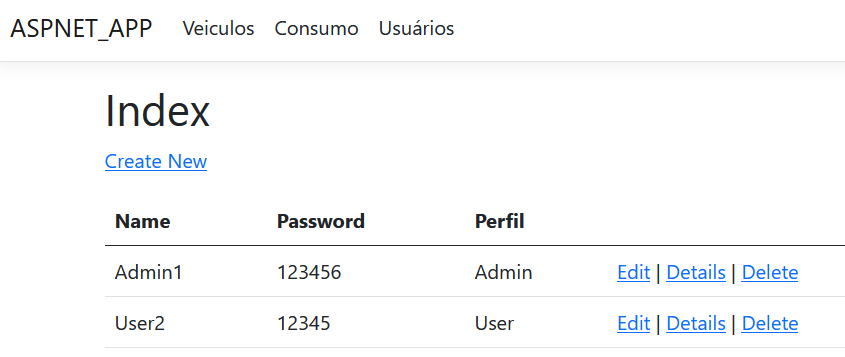 ASPNET_APP Veiculos Consumo Usuários
Index
Create New
Name Password Perfil
Admin1 123456 Admin Edit | Details | Delete
User2 12345 User Edit | Details | Delete